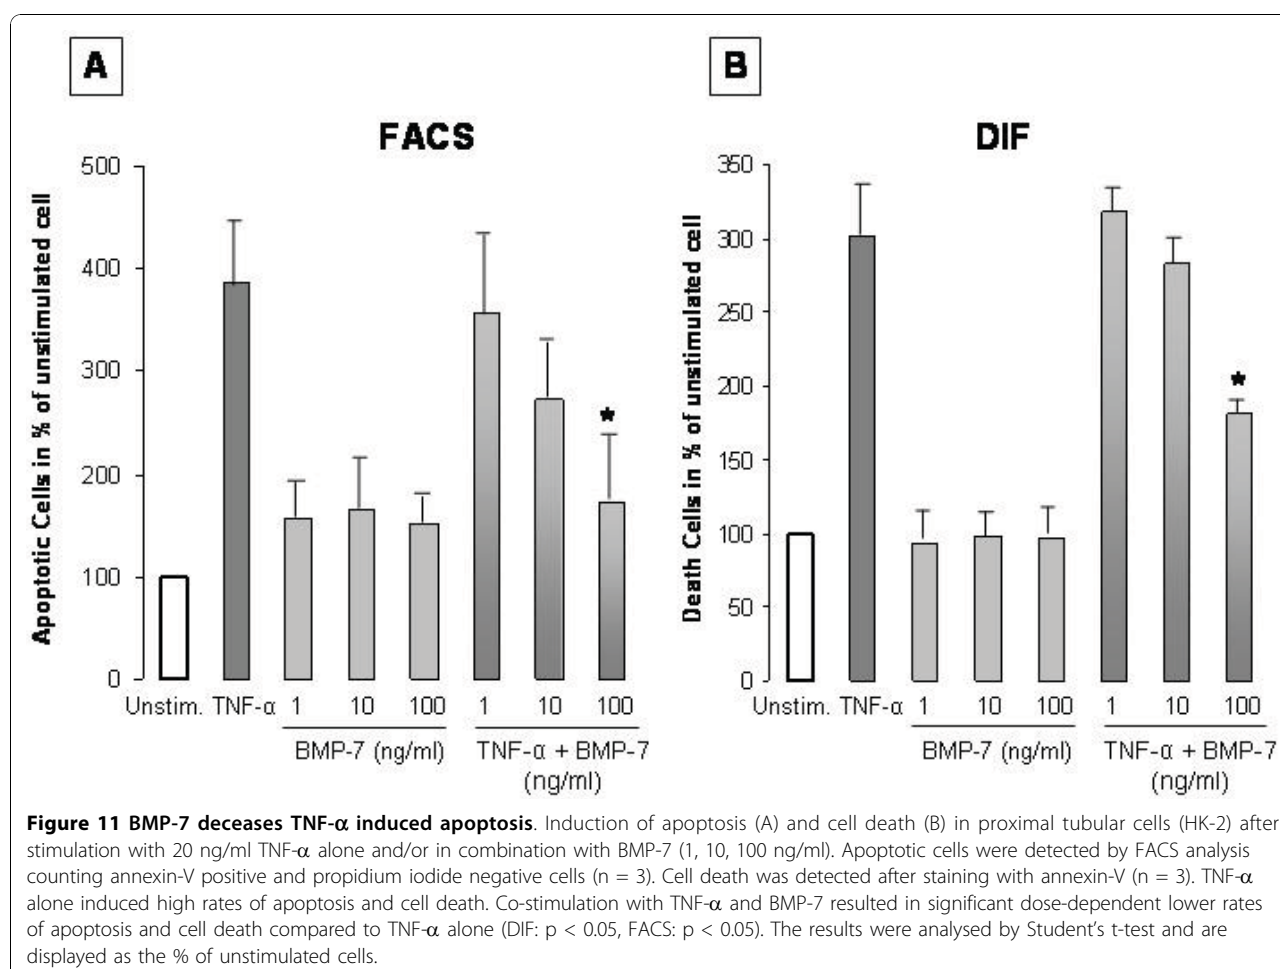 A
FACS
Apoptotic Cells in % of unstimulated cell
500
400
300
200
100
0
Unstim. TNF-α 1 10 100 1 10 100
BMP-7 (ng/ml) TNF-α + BMP-7
(ng/ml)
B
DIF
Death Cells in % of unstimulated cell
350
300
250
200
150
100
50
0
Unstim. TNF-α 1 10 100 1 10 100
BMP-7 (ng/ml) TNF-α + BMP-7
(ng/ml)
Figure 11 BMP-7 deceases TNF-α induced apoptosis. Induction of apoptosis (A) and cell death (B) in proximal tubular cells (HK-2) after
stimulation with 20 ng/ml TNF-α alone and/or in combination with BMP-7 (1, 10, 100 ng/ml). Apoptotic cells were detected by FACS analysis
counting annexin-V positive and propidium iodide negative cells (n = 3). Cell death was detected after staining with annexin-V (n = 3). TNF-α
alone induced high rates of apoptosis and cell death. Co-stimulation with TNF-α and BMP-7 resulted in significant dose-dependent lower rates
of apoptosis and cell death compared to TNF-α alone (DIF: p < 0.05, FACS: p < 0.05). The results were analysed by Student's t-test and are
displayed as the % of unstimulated cells.